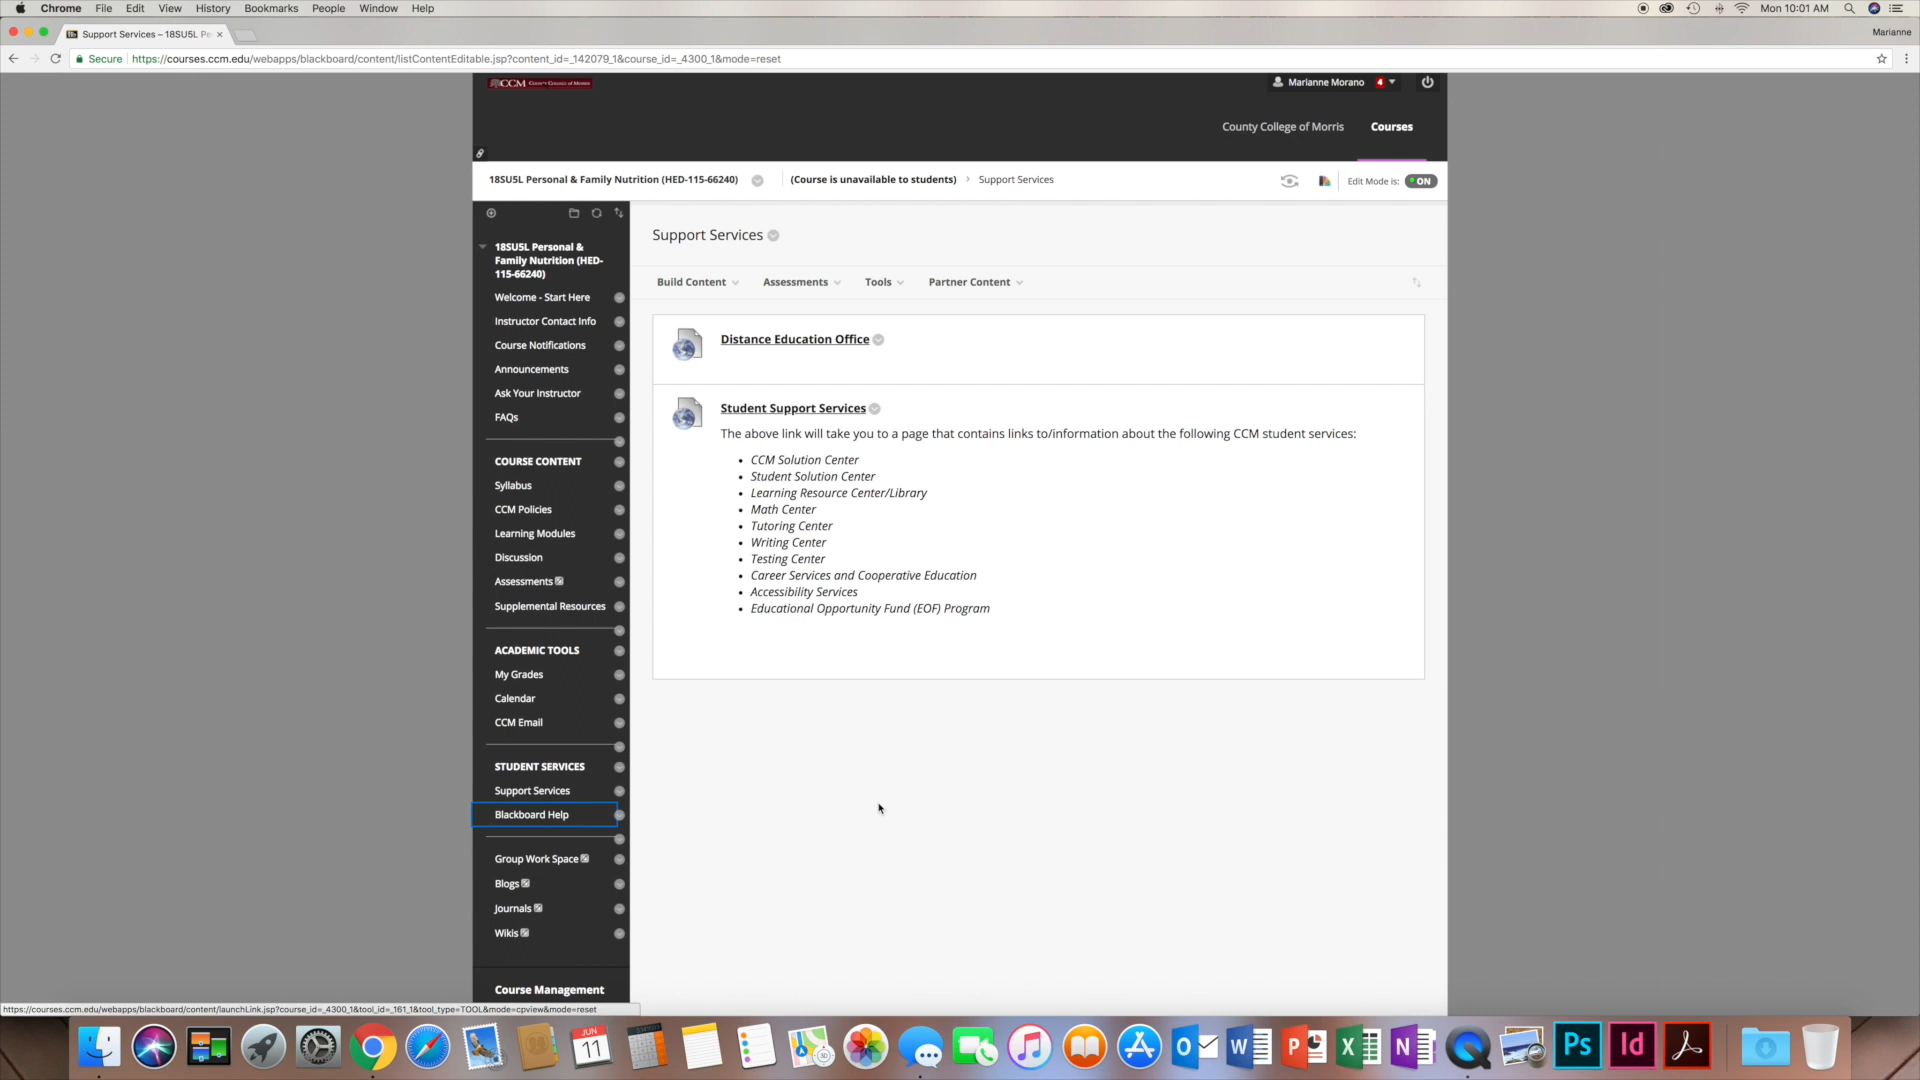 Chrome File Edit View History Bookmarks People Window Help
Mon 10:01 AM
Support Services – 18SU5L P
Marianne
Secure https://courses.ccm.edu/webapps/blackboard/content/listContentEditable.jsp?content_id=_142079_1&course_id=_4300_1&mode=reset
CCM County College of Morris
Marianne Morano 4
County College of Morris Courses
18SU5L Personal & Family Nutrition (HED-115-66240) (Course is unavailable to students) > Support Services
Edit Mode is: ON
18SU5L Personal &
Family Nutrition (HED-
115-66240)
Welcome - Start Here
Instructor Contact Info
Course Notifications
Announcements
Ask Your Instructor
FAQs
COURSE CONTENT
Syllabus
CCM Policies
Learning Modules
Discussion
Assessments
Supplemental Resources
ACADEMIC TOOLS
My Grades
Calendar
CCM Email
STUDENT SERVICES
Support Services
Blackboard Help
Group Work Space
Blogs
Journals
Wikis
Course Management
Support Services
Build Content Assessments Tools Partner Content
Distance Education Office
Student Support Services
The above link will take you to a page that contains links to/information about the following CCM student services:
• CCM Solution Center
• Student Solution Center
• Learning Resource Center/Library
• Math Center
• Tutoring Center
• Writing Center
• Testing Center
• Career Services and Cooperative Education
• Accessibility Services
• Educational Opportunity Fund (EOF) Program
https://courses.ccm.edu/webapps/blackboard/content/launchLink.jsp?course_id=_4300_1&tool_id=_161_1&tool_type=TOOL&mode=cpview&mode=reset
JUN
11
O W P X N Ps Id